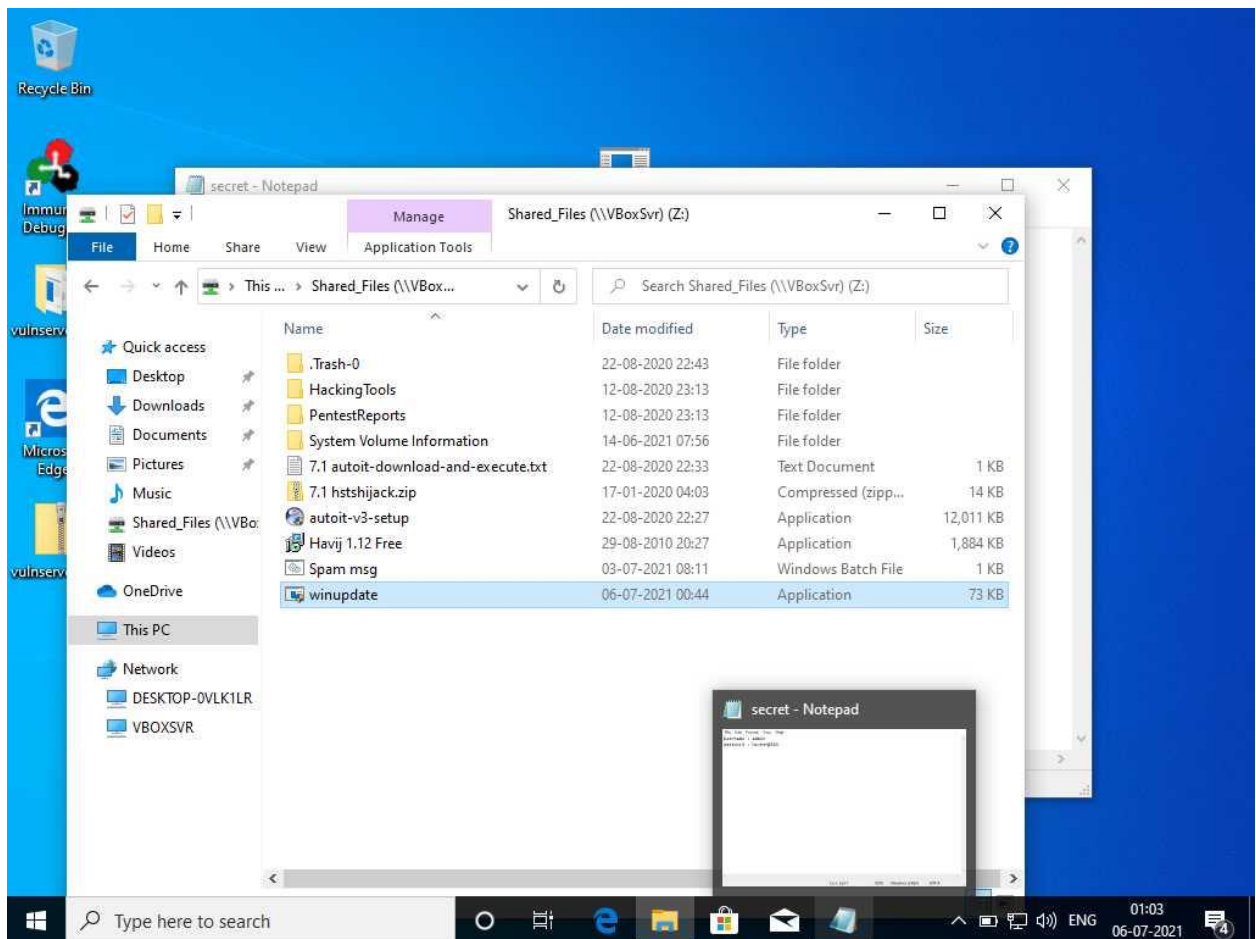 Recycle Bin
secret - Notepad
Immun
Debug
Manage
Shared_Files (\\VBoxSvr) (Z:)
File Home Share View Application Tools
This ... > Shared_Files (\\VBox...
Search Shared_Files (\\VBoxSvr) (Z:)
vulnserv
Name Date modified Type Size
Quick access
Desktop
Downloads
Documents
Pictures
Music
Shared_Files (\\VBo:
Videos
OneDrive
This PC
Network
DESKTOP-0VLK1LR
VBOXSVR
Micros
Edge
vulnserv
.Trash-0 22-08-2020 22:43 File folder
HackingTools 12-08-2020 23:13 File folder
PentestReports 12-08-2020 23:13 File folder
System Volume Information 14-06-2021 07:56 File folder
7.1 autoit-download-and-execute.txt 22-08-2020 22:33 Text Document 1 KB
7.1 hstshijack.zip 17-01-2020 04:03 Compressed (zipp... 14 KB
autoit-v3-setup 22-08-2020 22:27 Application 12,011 KB
Havij 1.12 Free 29-08-2010 20:27 Application 1,884 KB
Spam msg 03-07-2021 08:11 Windows Batch File 1 KB
winupdate 06-07-2021 00:44 Application 73 KB
secret - Notepad
Type here to search
ENG
01:03
06-07-2021
4